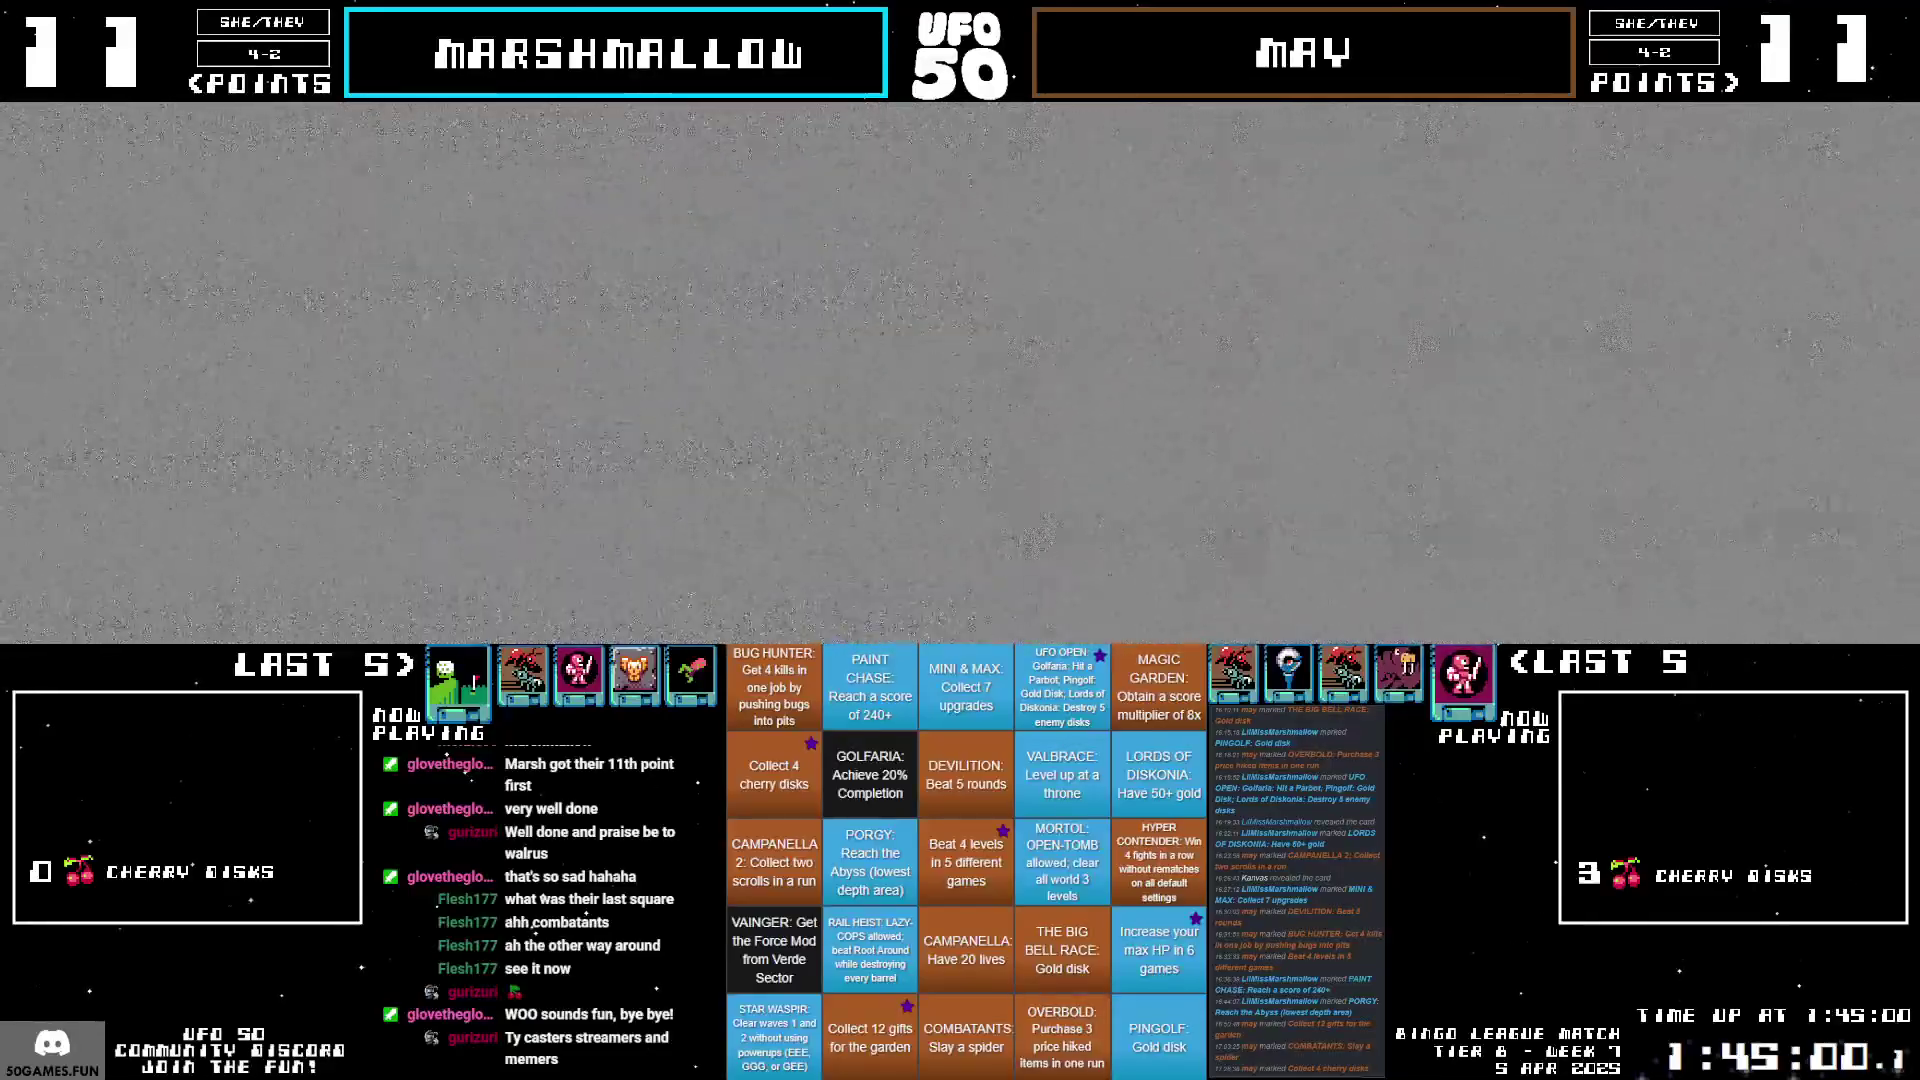 11
SHE/THEY
4-2
<POINTS
MARSHMALLOW
UFO
50
MAY
SHE/THEY
4-2
POINTS>
11
LAST 5>
NOW
PLAYING
0 CHERRY DISKS
glovetheglo... Marsh got their 11th point
first
glovetheglo... very well done
gurizuri Well done and praise be to
walrus
glovetheglo... that's so sad hahaha
Flesh177 what was their last square
Flesh177 ahh combatants
Flesh177 ah the other way around
Flesh177 see it now
gurizuri
glovetheglo... WOO sounds fun, bye bye!
gurizuri Ty casters streamers and
memers
50GAMES.FUN
UFO 50
COMMUNITY DISCORD
JOIN THE FUN!
BUG HUNTER:
Get 4 kills in
one job by
pushing bugs
into pits
PAINT
CHASE:
Reach a score
of 240+
MINI & MAX:
Collect 7
upgrades
UFO OPEN:
Golfaria: Hit a
Parbot; Pingolf:
Gold Disk; Lords of
Diskonia: Destroy 5
enemy disks
MAGIC
GARDEN:
Obtain a score
multiplier of 8x
Collect 4
cherry disks
GOLFARIA:
Achieve 20%
Completion
DEVILITION:
Beat 5 rounds
VALBRACE:
Level up at a
throne
LORDS OF
DISKONIA:
Have 50+ gold
CAMPANELLA
2: Collect two
scrolls in a run
PORGY:
Reach the
Abyss (lowest
depth area)
Beat 4 levels
in 5 different
games
MORTOL:
OPEN-TOMB
allowed; clear
all world 3
levels
HYPER
CONTENDER: Win
4 fights in a row
without rematches
on all default
settings
VAINGER: Get
the Force Mod
from Verde
Sector
RAIL HEIST: LAZY-
COPS allowed;
beat Root Around
while destroying
every barrel
CAMPANELLA:
Have 20 lives
THE BIG
BELL RACE:
Gold disk
Increase your
max HP in 6
games
STAR WASPIR:
Clear waves 1 and
2 without using
powerups (EEE,
GGG, or GEE)
Collect 12 gifts
for the garden
COMBATANTS:
Slay a spider
OVERBOLD:
Purchase 3
price hiked
items in one run
PINGOLF:
Gold disk
may marked THE BIG BELL RACE:
Gold disk
LilMissMarshmallow marked
PINGOLF: Gold disk
may marked OVERBOLD: Purchase 3
price hiked items in one run
LilMissMarshmallow marked UFO
OPEN: Golfaria: Hit a Parbot; Pingolf: Gold
Disk; Lords of Diskonia: Destroy 5 enemy
disks
LilMissMarshmallow revealed the card
LilMissMarshmallow marked LORDS
OF DISKONIA: Have 50+ gold
may marked CAMPANELLA 2: Collect
two scrolls in a run
Kanvas revealed the card
LilMissMarshmallow marked MINI &
MAX: Collect 7 upgrades
may marked DEVILITION: Beat 5
rounds
may marked BUG HUNTER: Get 4 kills
in one job by pushing bugs into pits
may marked Beat 4 levels in 5
different games
LilMissMarshmallow marked PAINT
CHASE: Reach a score of 240+
LilMissMarshmallow marked PORGY:
Reach the Abyss (lowest depth area)
may marked Collect 12 gifts for the
garden
may marked COMBATANTS: Slay a
spider
may marked Collect 4 cherry disks
<LAST 5
NOW
PLAYING
3 CHERRY DISKS
TIME UP AT 1:45:00
BINGO LEAGUE MATCH
TIER 8 - WEEK 7
5 APR 2025
1:45:00.1